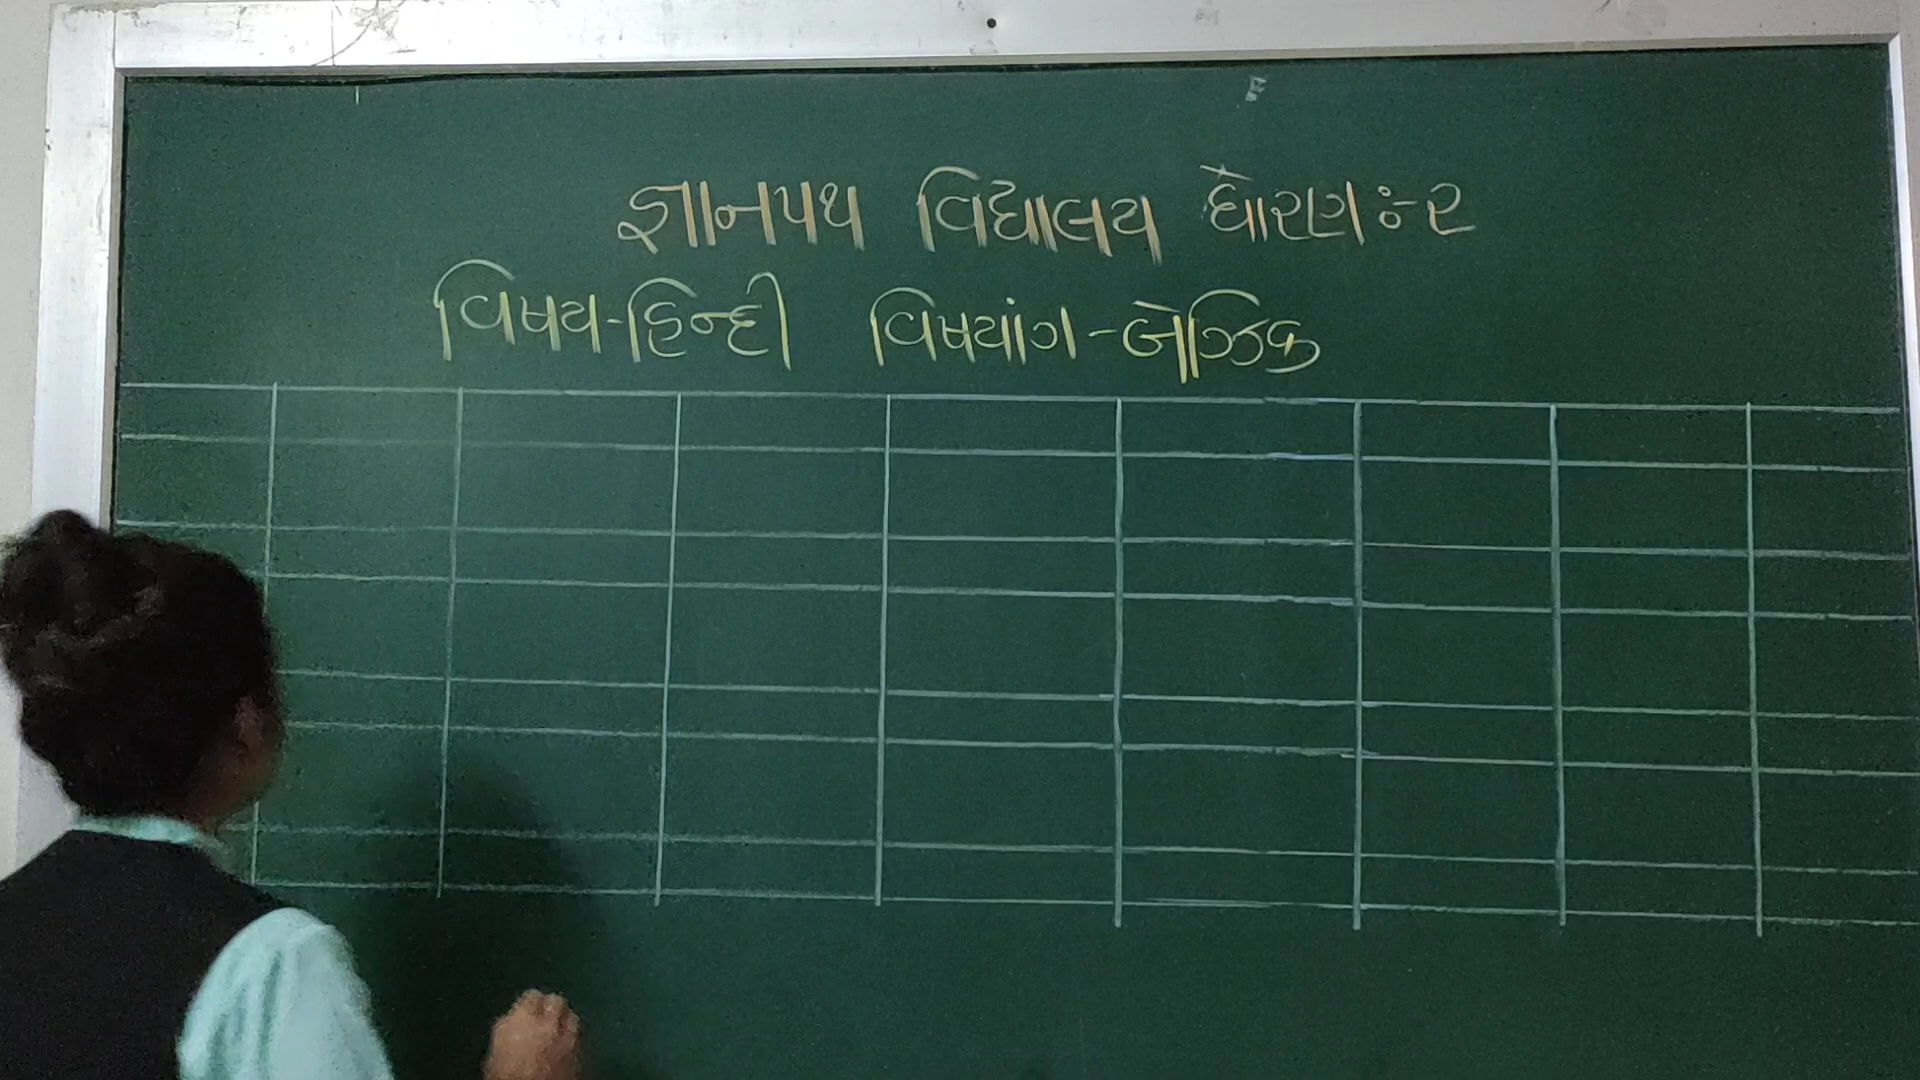 જ્ઞાનપથ વિદ્યાલય ધોરણઃ-૨
વિષય-હિન્દી વિષયાંગ-બેઝિક